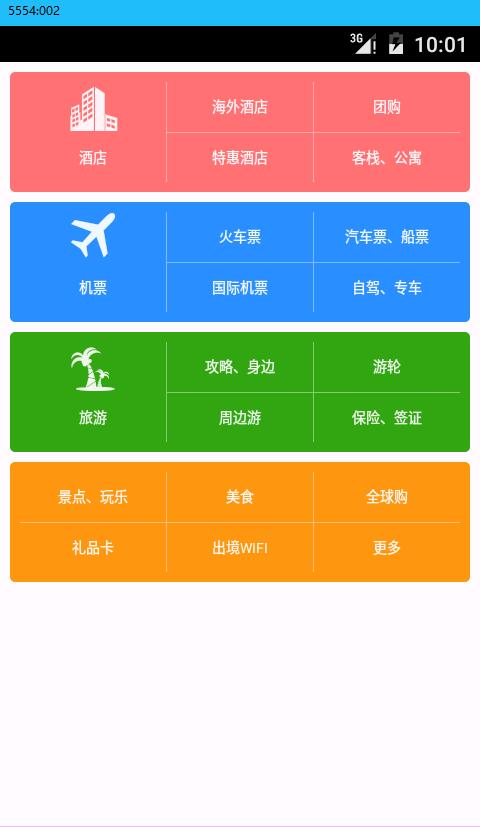 5554:002
3G 10:01
海外酒店 团购
酒店 特惠酒店 客栈、公寓
火车票 汽车票、船票
机票 国际机票 自驾、专车
攻略、身边 游轮
旅游 周边游 保险、签证
景点、玩乐 美食 全球购
礼品卡 出境WIFI 更多